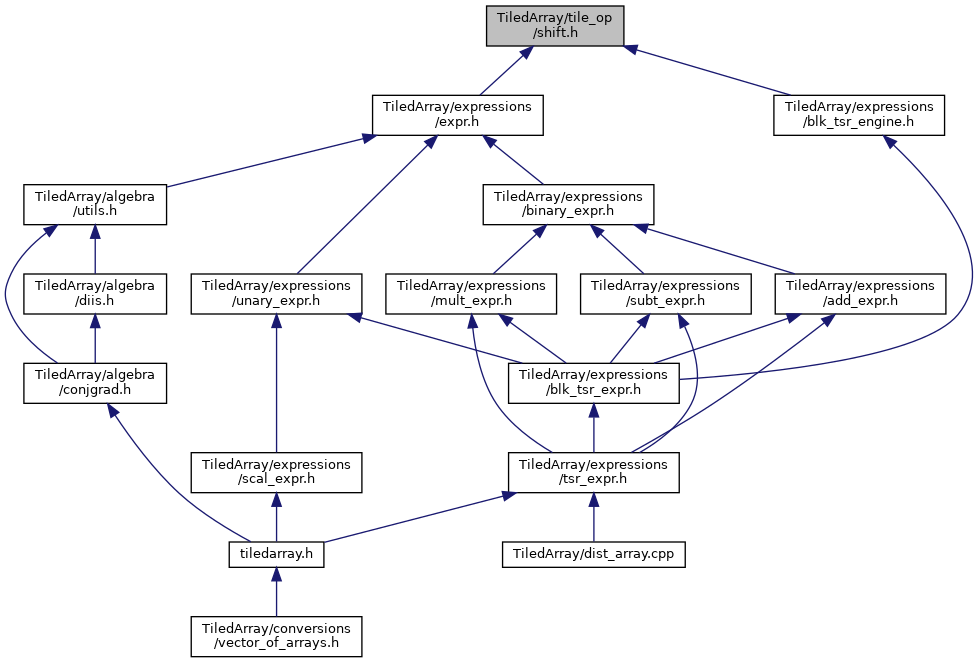 TiledArray/tile_op
/shift.h
TiledArray/expressions
/expr.h
TiledArray/expressions
/blk_tsr_engine.h
TiledArray/algebra
/utils.h
TiledArray/expressions
/binary_expr.h
TiledArray/algebra
/diis.h
TiledArray/expressions
/unary_expr.h
TiledArray/expressions
/mult_expr.h
TiledArray/expressions
/subt_expr.h
TiledArray/expressions
/add_expr.h
TiledArray/algebra
/conjgrad.h
TiledArray/expressions
/blk_tsr_expr.h
TiledArray/expressions
/scal_expr.h
TiledArray/expressions
/tsr_expr.h
tiledarray.h
TiledArray/dist_array.cpp
TiledArray/conversions
/vector_of_arrays.h